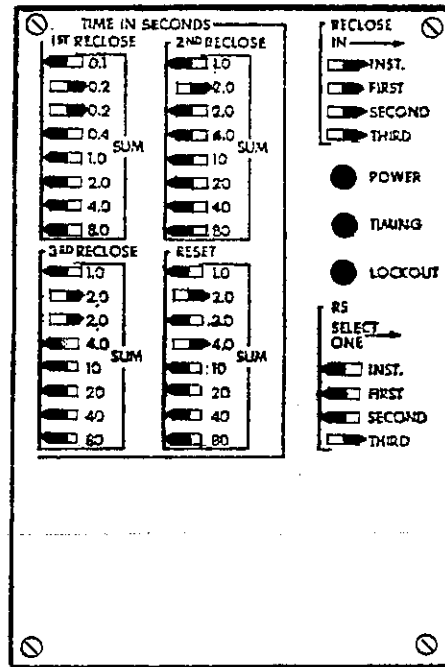 TIME IN SECONDS
1ST RECLOSE
0.1
0.2
0.2
0.4
SUM
1.0
2.0
4.0
8.0
2ND RECLOSE
1.0
2.0
2.0
4.0
SUM
10
20
40
80
3RD RECLOSE
1.0
2.0
2.0
4.0
SUM
10
20
40
80
RESET
1.0
2.0
2.0
4.0
SUM
10
20
40
80
RECLOSE
IN
INST.
FIRST
SECOND
THIRD
POWER
TIMING
LOCKOUT
RS
SELECT
ONE
INST.
FIRST
SECOND
THIRD